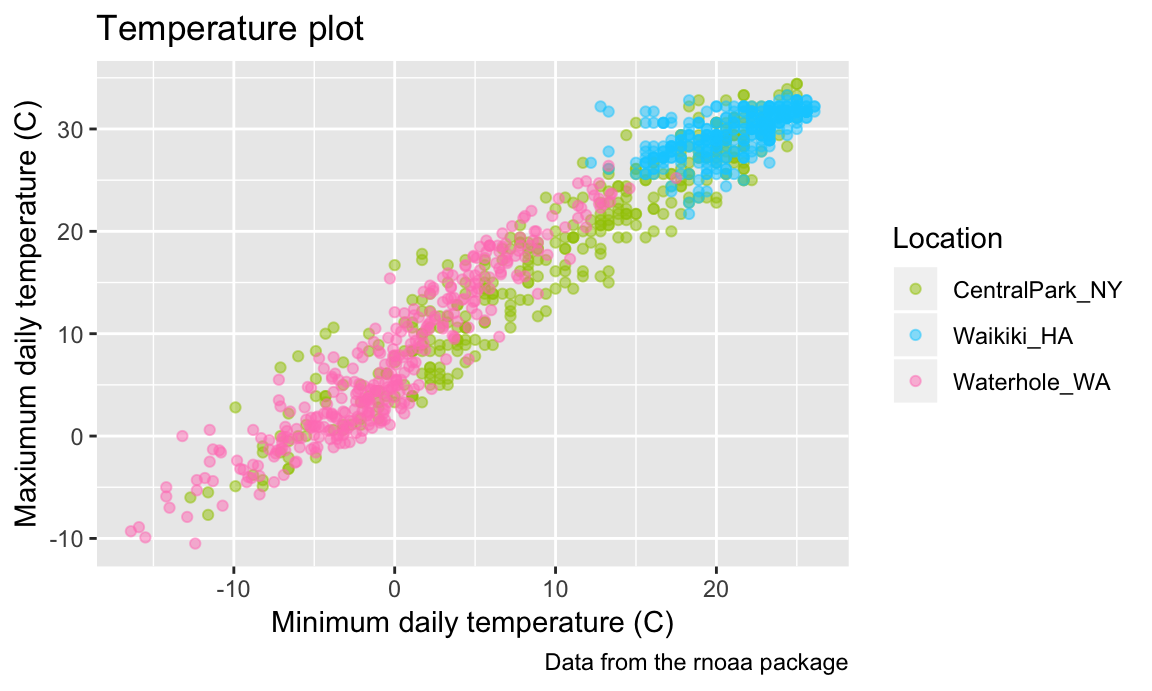 Temperature plot
Maxiumum daily temperature (C)
30
20
10
0
-10
-10 0 10 20
Minimum daily temperature (C)
Data from the rnoaa package
Location
CentralPark_NY
Waikiki_HA
Waterhole_WA